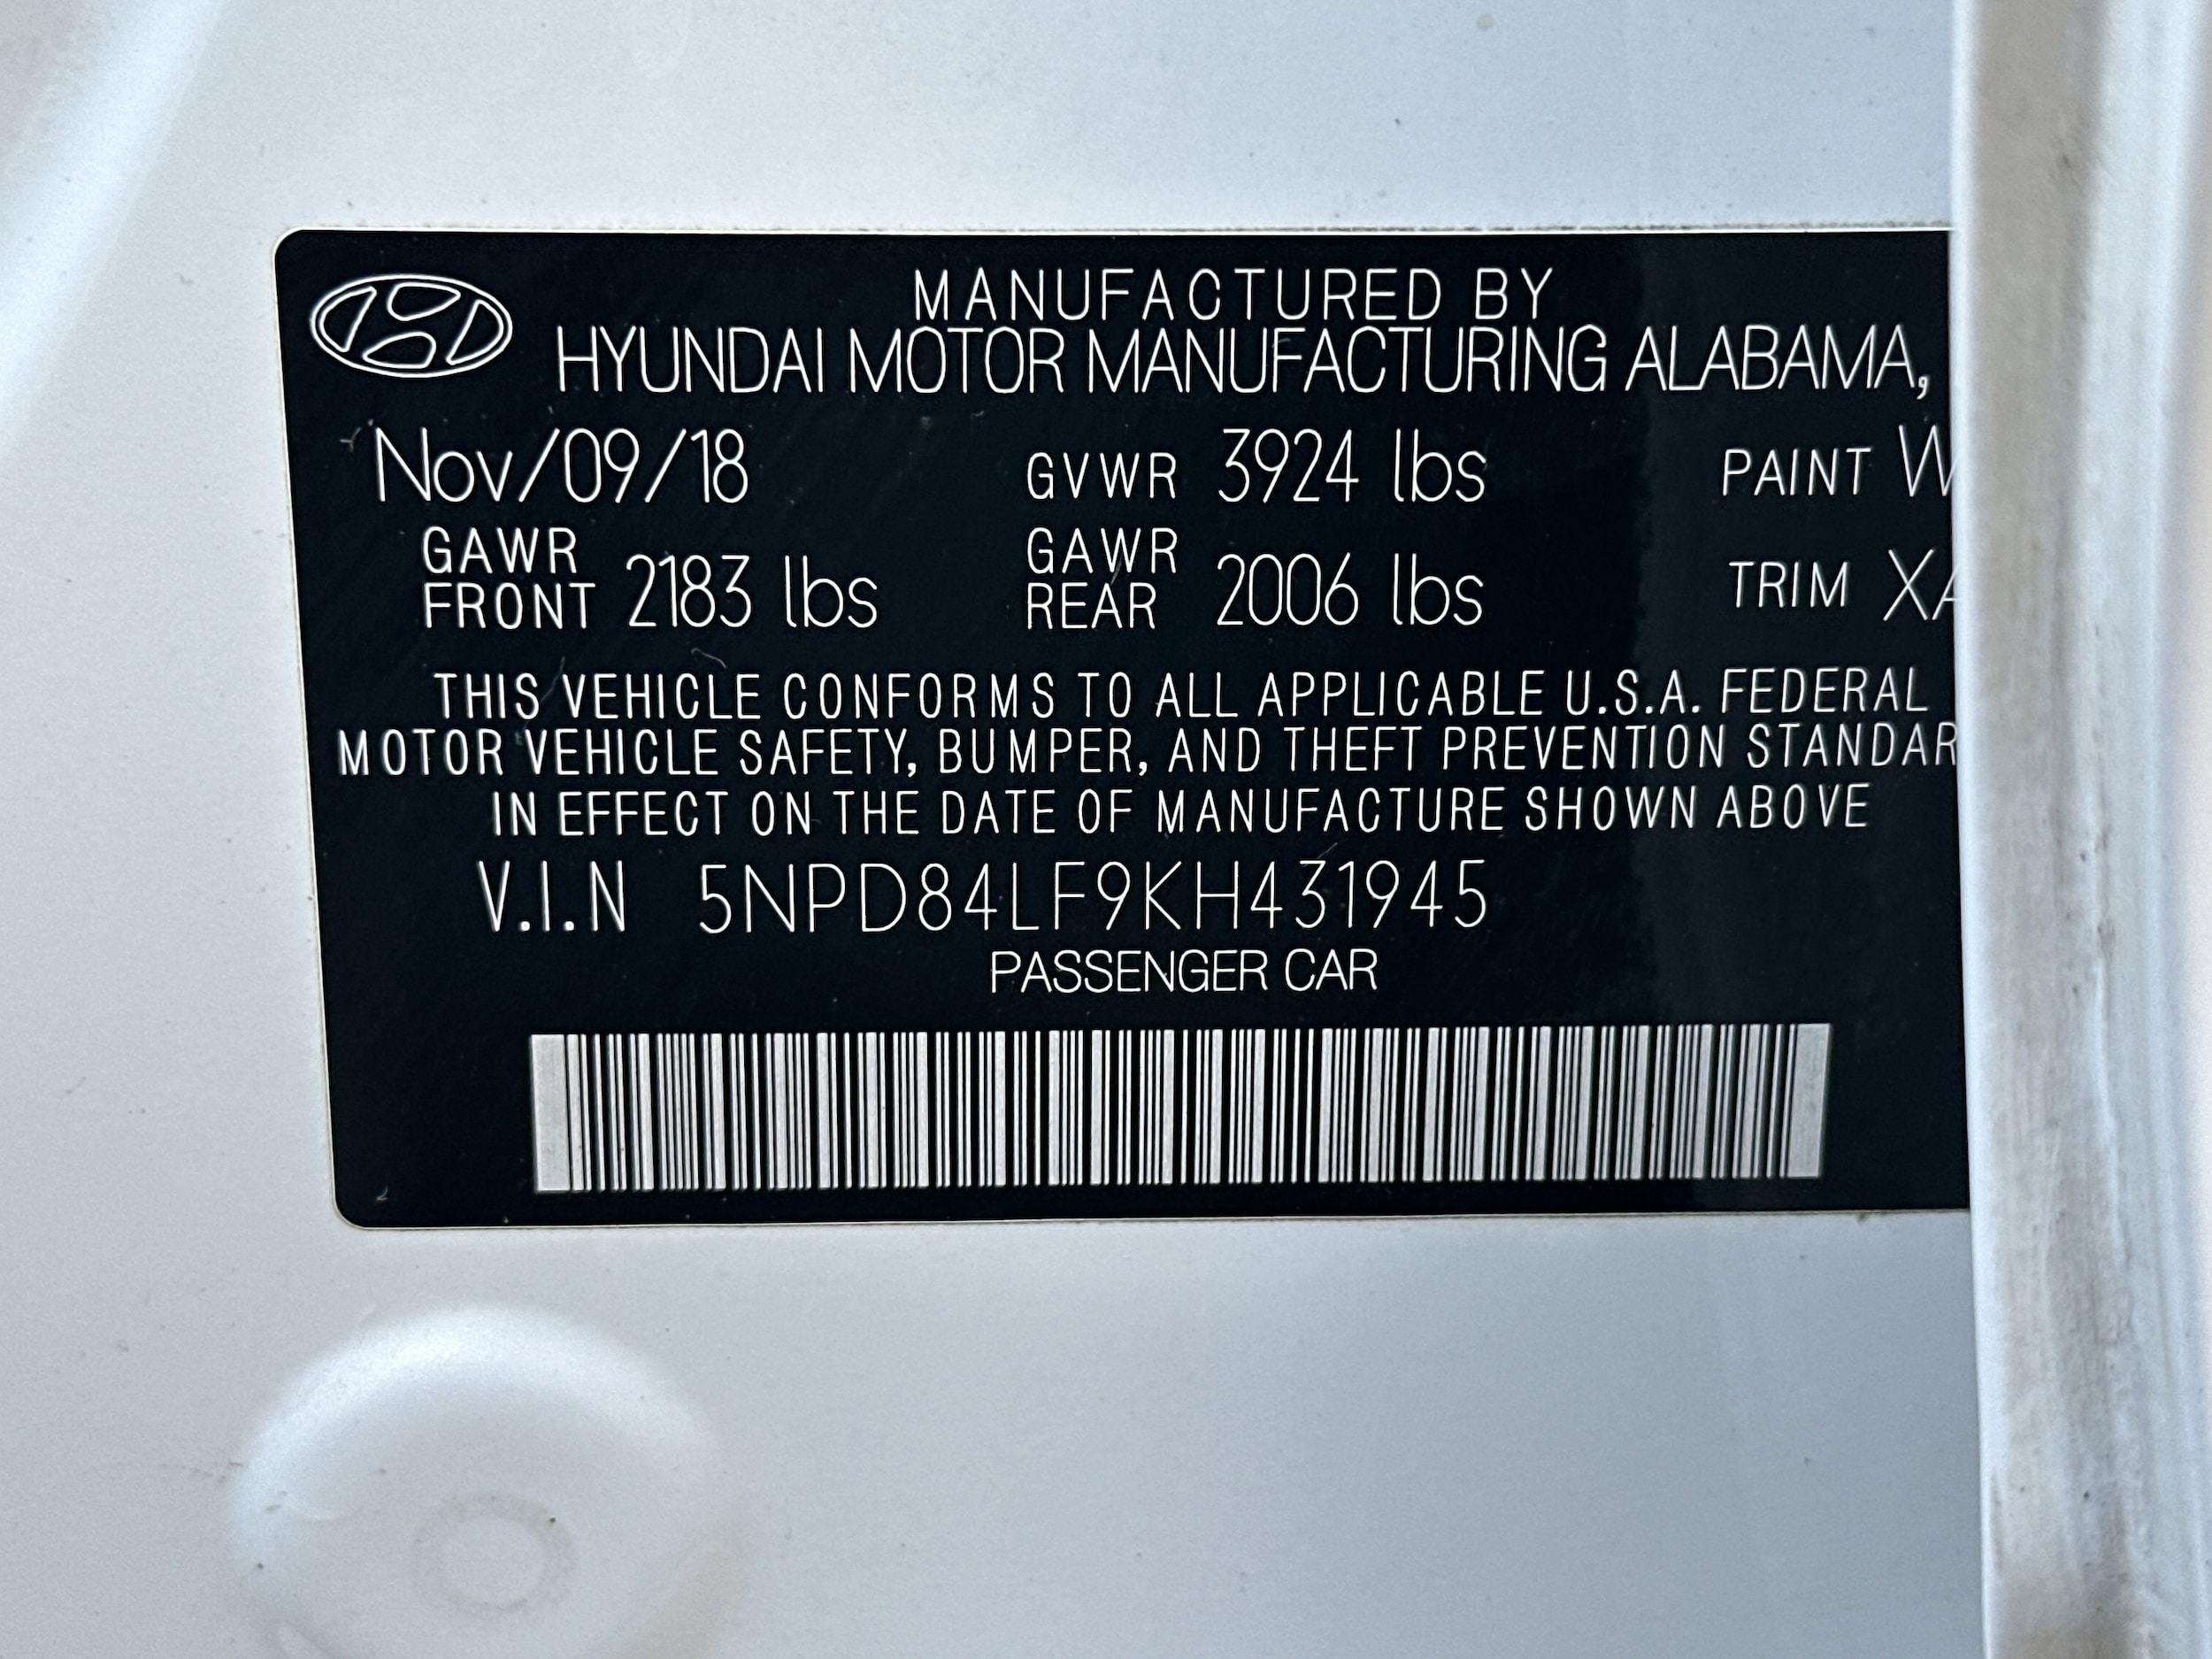 MANUFACTURED BY
HYUNDAI MOTOR MANUFACTURING ALABAMA,
Nov/09/18 GVWR 3924 lbs PAINT W
GAWR FRONT 2183 lbs GAWR REAR 2006 lbs TRIM XA
THIS VEHICLE CONFORMS TO ALL APPLICABLE U.S.A. FEDERAL
MOTOR VEHICLE SAFETY, BUMPER, AND THEFT PREVENTION STANDAR
IN EFFECT ON THE DATE OF MANUFACTURE SHOWN ABOVE
V.I.N 5NPD84LF9KH431945
PASSENGER CAR